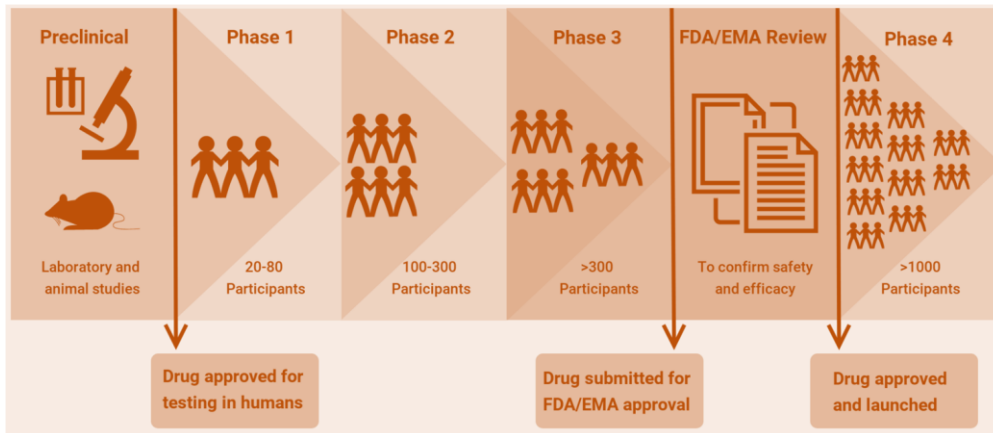 Preclinical
Phase 1
Phase 2
Phase 3
FDA/EMA Review
Phase 4
Laboratory and
animal studies
20-80
Participants
100-300
Participants
>300
Participants
To confirm safety
and efficacy
>1000
Participants
Drug approved for
testing in humans
Drug submitted for
FDA/EMA approval
Drug approved
and launched